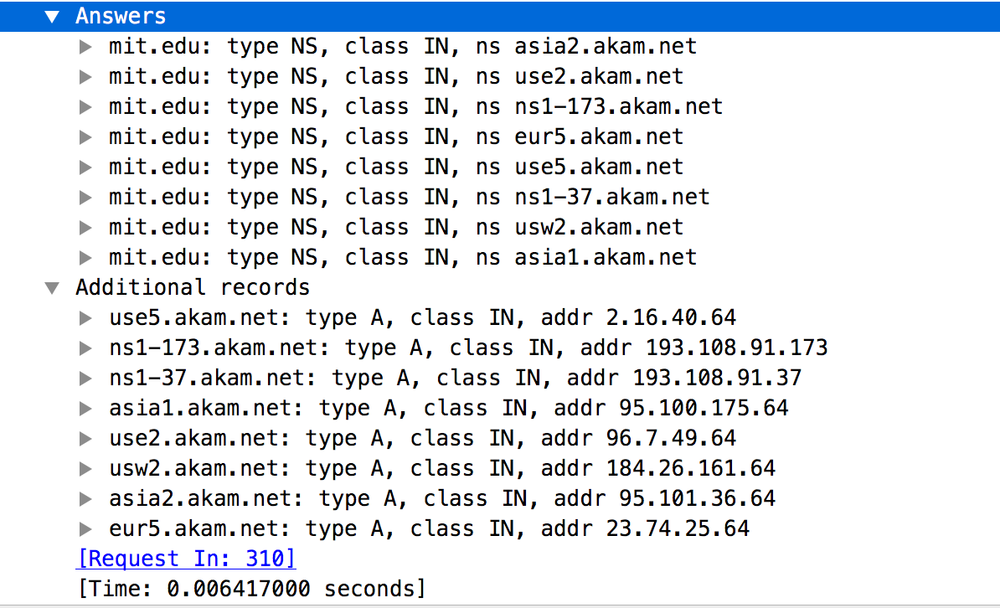 Answers
mit.edu: type NS, class IN, ns asia2.akam.net
mit.edu: type NS, class IN, ns use2.akam.net
mit.edu: type NS, class IN, ns ns1-173.akam.net
mit.edu: type NS, class IN, ns eur5.akam.net
mit.edu: type NS, class IN, ns use5.akam.net
mit.edu: type NS, class IN, ns ns1-37.akam.net
mit.edu: type NS, class IN, ns usw2.akam.net
mit.edu: type NS, class IN, ns asia1.akam.net
Additional records
use5.akam.net: type A, class IN, addr 2.16.40.64
ns1-173.akam.net: type A, class IN, addr 193.108.91.173
ns1-37.akam.net: type A, class IN, addr 193.108.91.37
asia1.akam.net: type A, class IN, addr 95.100.175.64
use2.akam.net: type A, class IN, addr 96.7.49.64
usw2.akam.net: type A, class IN, addr 184.26.161.64
asia2.akam.net: type A, class IN, addr 95.101.36.64
eur5.akam.net: type A, class IN, addr 23.74.25.64
[Request In: 310]
[Time: 0.006417000 seconds]